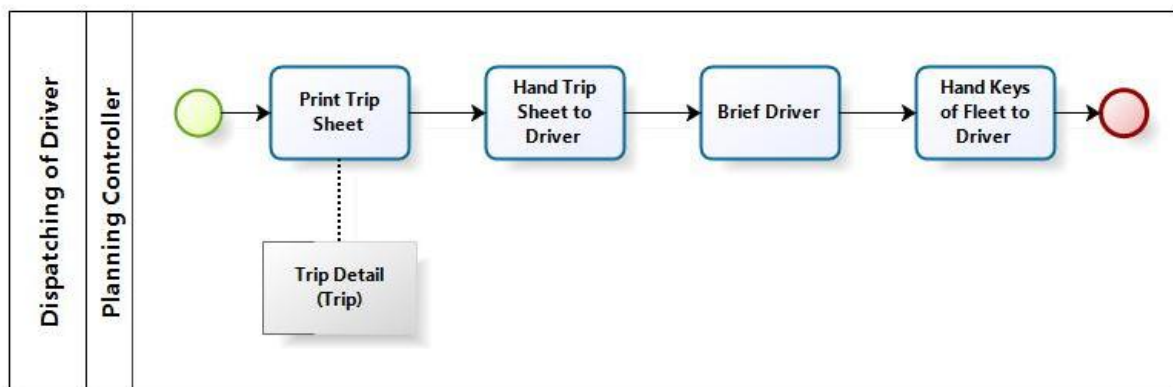 Dispatching of Driver
Planning Controller
Print Trip
Sheet
Hand Trip
Sheet to
Driver
Brief Driver
Hand Keys
of Fleet to
Driver
Trip Detail
(Trip)